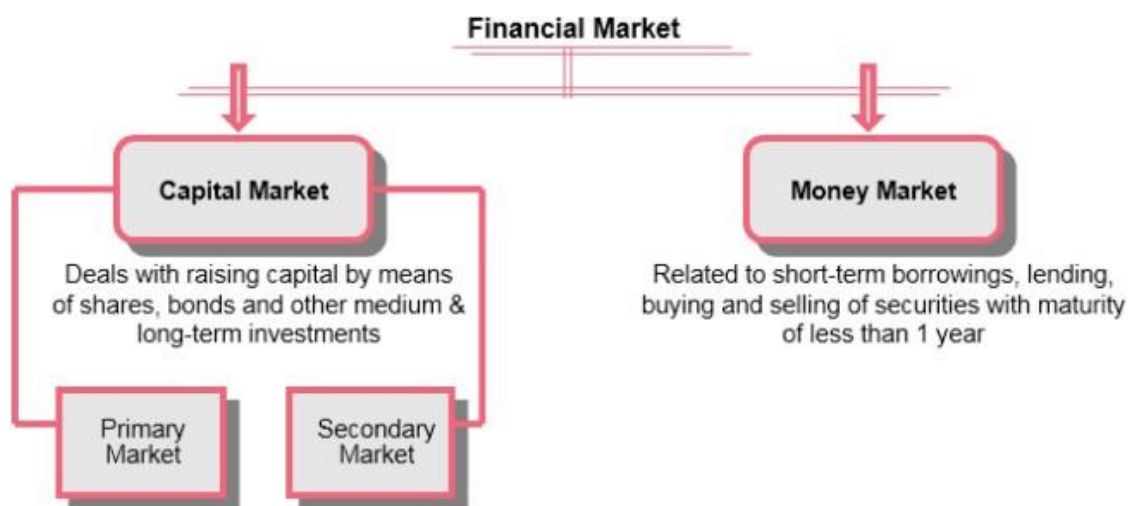 Financial Market
Capital Market
Money Market
Deals with raising capital by means
of shares, bonds and other medium &
long-term investments
Related to short-term borrowings, lending,
buying and selling of securities with maturity
of less than 1 year
Primary
Market
Secondary
Market